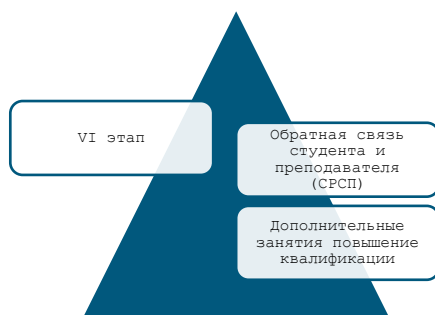 VI этап
Обратная связь
студента и
преподавателя
(СРСП)
Дополнительные
занятия повышение
квалификации